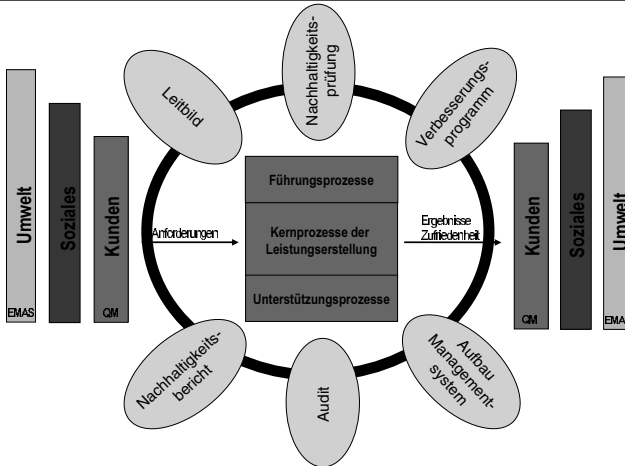 Leitbild
Nachhaltigkeits-
prüfung
Verbesserungs-
programm
Umwelt
EMAS
Soziales
Kunden
QM
Anforderungen
Führungsprozesse
Kernprozesse der
Leistungserstellung
Unterstützungsprozesse
Ergebnisse
Zufriedenheit
Kunden
QM
Soziales
Umwelt
EMA
Nachhaltigkeits-
bericht
Audit
Aufbau
Management-
system